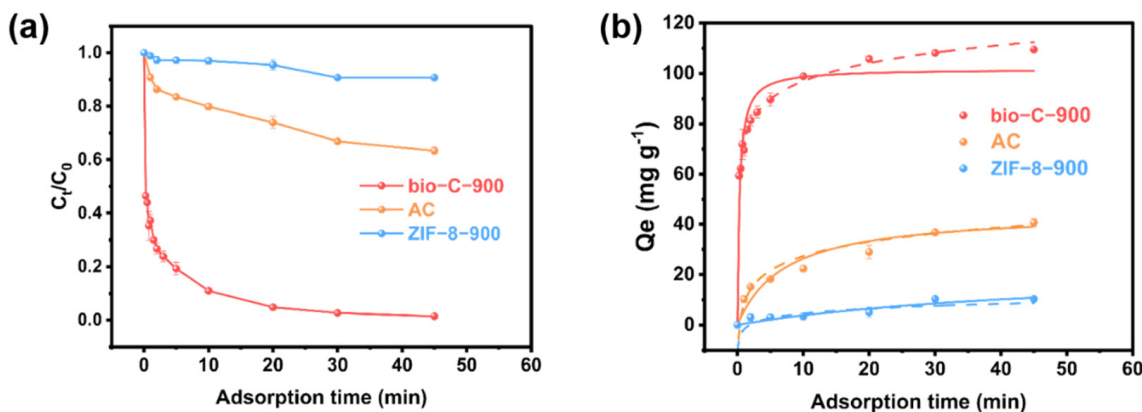 (a)
1.0
0.8
0.6
0.4
0.2
0.0
Cₜ/C₀
bio-C-900
AC
ZIF-8-900
0 10 20 30 40 50 60
Adsorption time (min)
(b)
120
100
80
60
40
20
0
Qe (mg g⁻¹)
bio-C-900
AC
ZIF-8-900
0 10 20 30 40 50 60
Adsorption time (min)